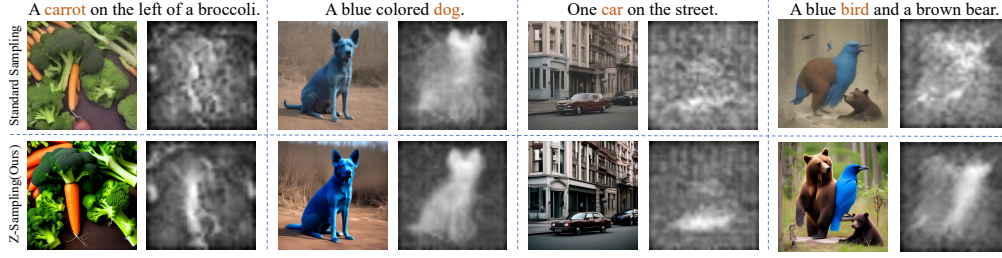 A carrot on the left of a broccoli.
A blue colored dog.
One car on the street.
A blue bird and a brown bear.
Standard Sampling
Z-Sampling(Ours)